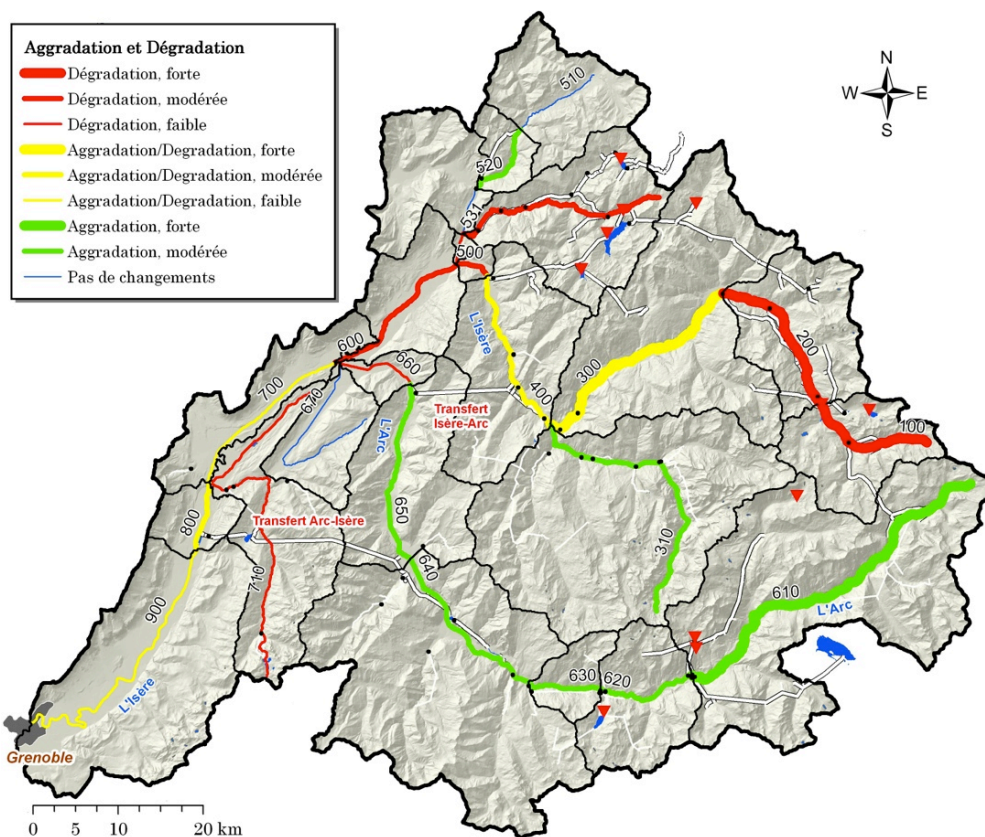 Aggradation et Dégradation
Dégradation, forte
Dégradation, modérée
Dégradation, faible
Aggradation/Degradation, forte
Aggradation/Dégradation, modérée
Aggradation/Dégradation, faible
Aggradation, forte
Aggradation, modérée
Pas de changements
N
W E
S
510
520
531
500
L'Isère
600
660
700
670
400
300
200
100
L'Arc
Transfert
Isère-Arc
800
Transfert Arc-Isère
650
310
640
710
610
L'Arc
900
630
620
L'Isère
Grenoble
0 5 10 20 km